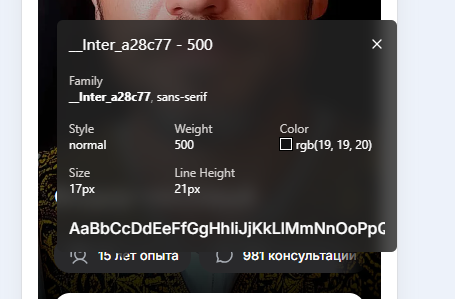 __Inter_a28c77 - 500
Family
__Inter_a28c77, sans-serif
Style
Weight
Color
normal
500
rgb(19, 19, 20)
Size
Line Height
17px
21px
AaBbCcDdEeFfGgHhIiJjKkLlMmNnOoPpQ
15 лет опыта
981 консультаций